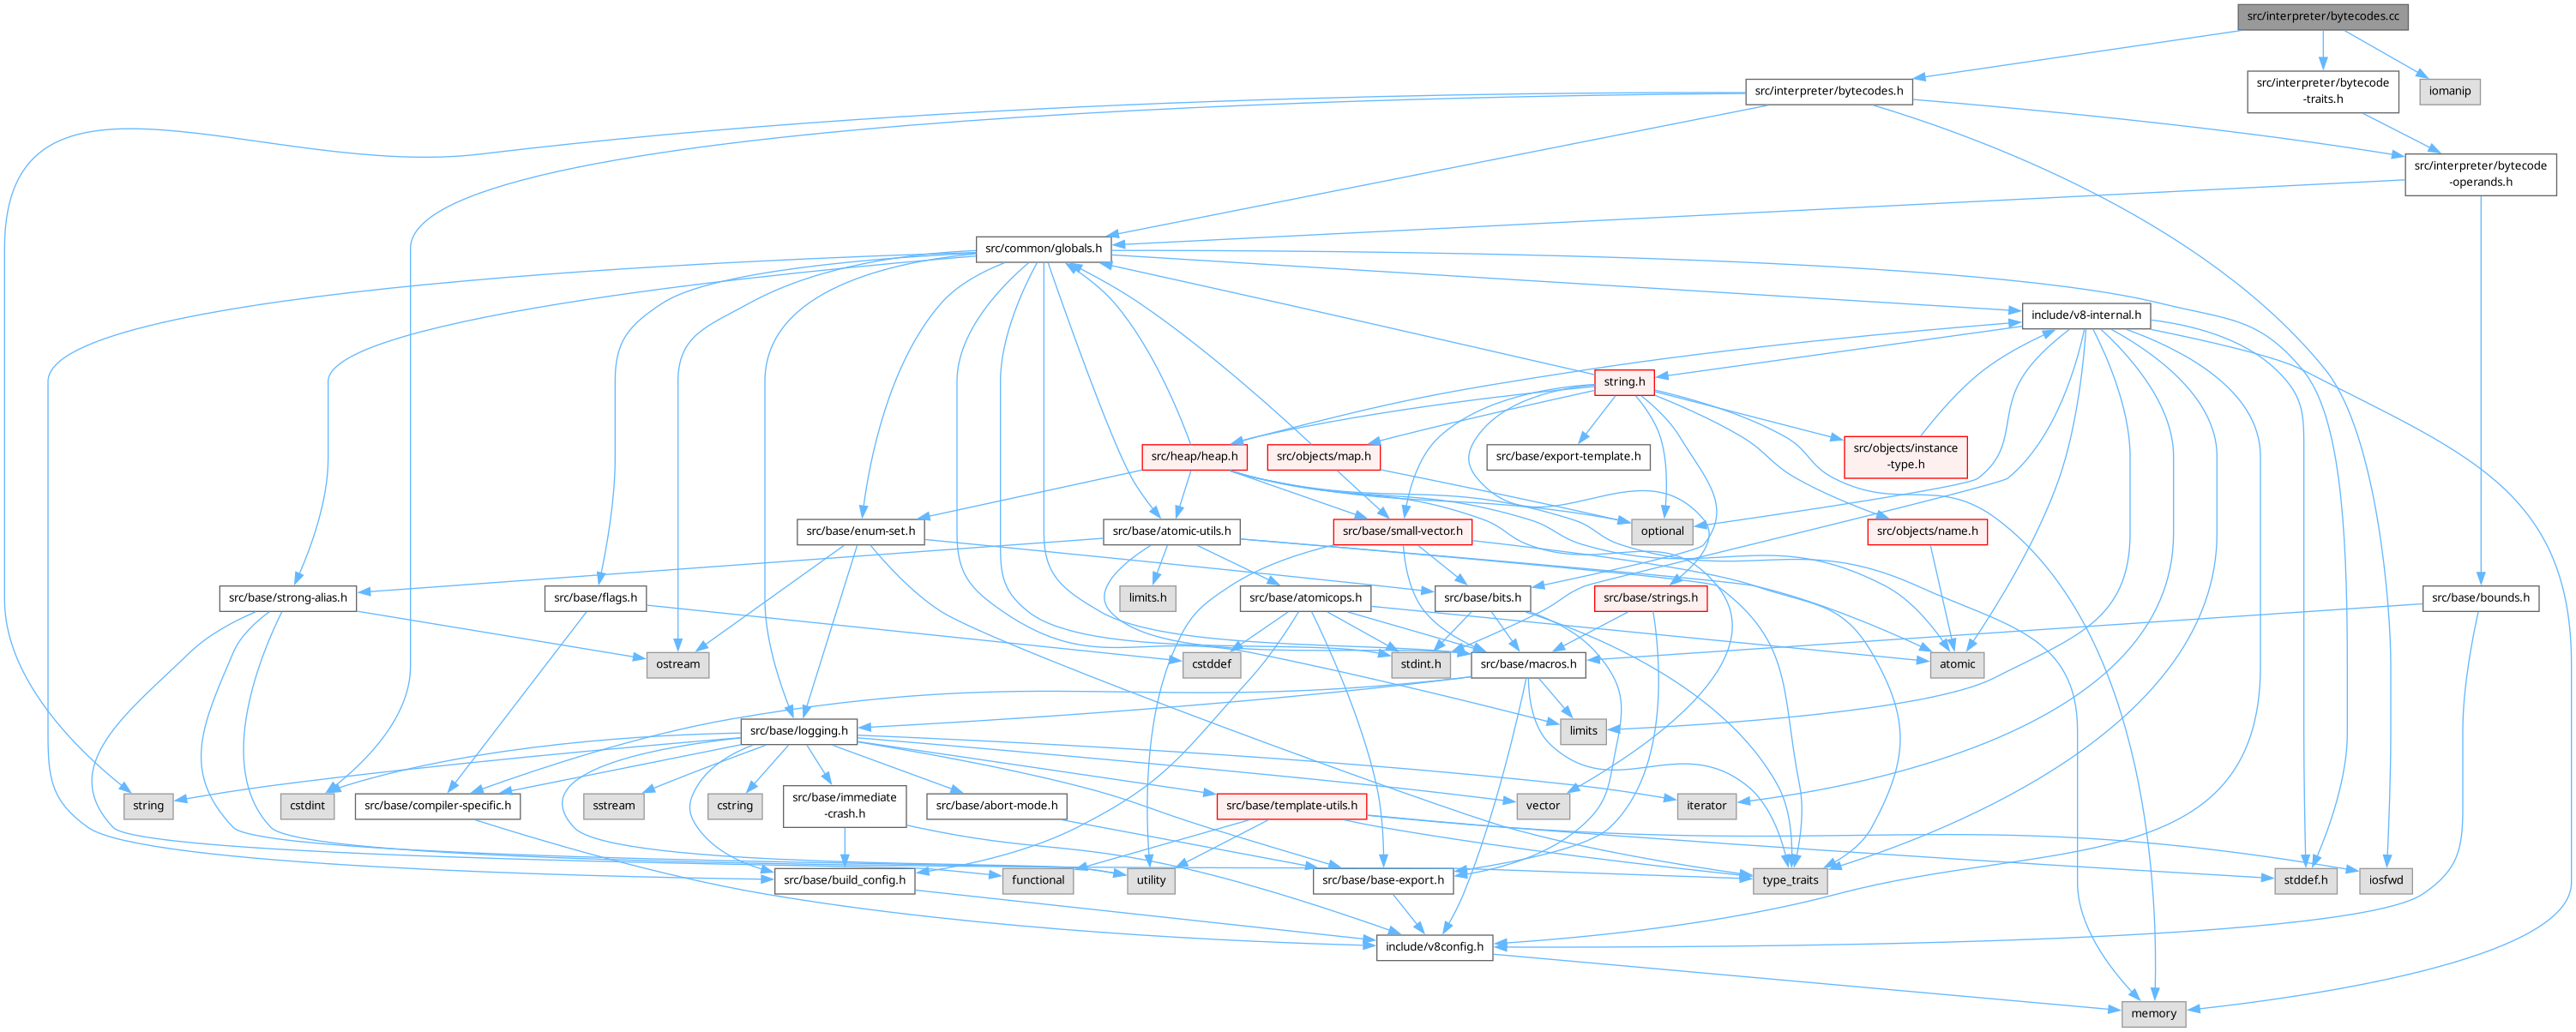 src/interpreter/bytecodes.cc
src/interpreter/bytecodes.h
src/interpreter/bytecode
-traits.h
iomanip
src/interpreter/bytecode
-operands.h
src/common/globals.h
include/v8-internal.h
string.h
src/heap/heap.h
src/objects/map.h
src/base/export-template.h
src/objects/instance
-type.h
src/base/enum-set.h
src/base/atomic-utils.h
src/base/small-vector.h
optional
src/objects/name.h
src/base/strong-alias.h
src/base/flags.h
limits.h
src/base/atomicops.h
src/base/bits.h
src/base/strings.h
src/base/bounds.h
ostream
cstddef
stdint.h
src/base/macros.h
atomic
src/base/logging.h
limits
string
cstdint
src/base/compiler-specific.h
sstream
cstring
src/base/immediate
-crash.h
src/base/abort-mode.h
src/base/template-utils.h
vector
iterator
src/base/build_config.h
functional
utility
src/base/base-export.h
type_traits
stddef.h
iosfwd
include/v8config.h
memory